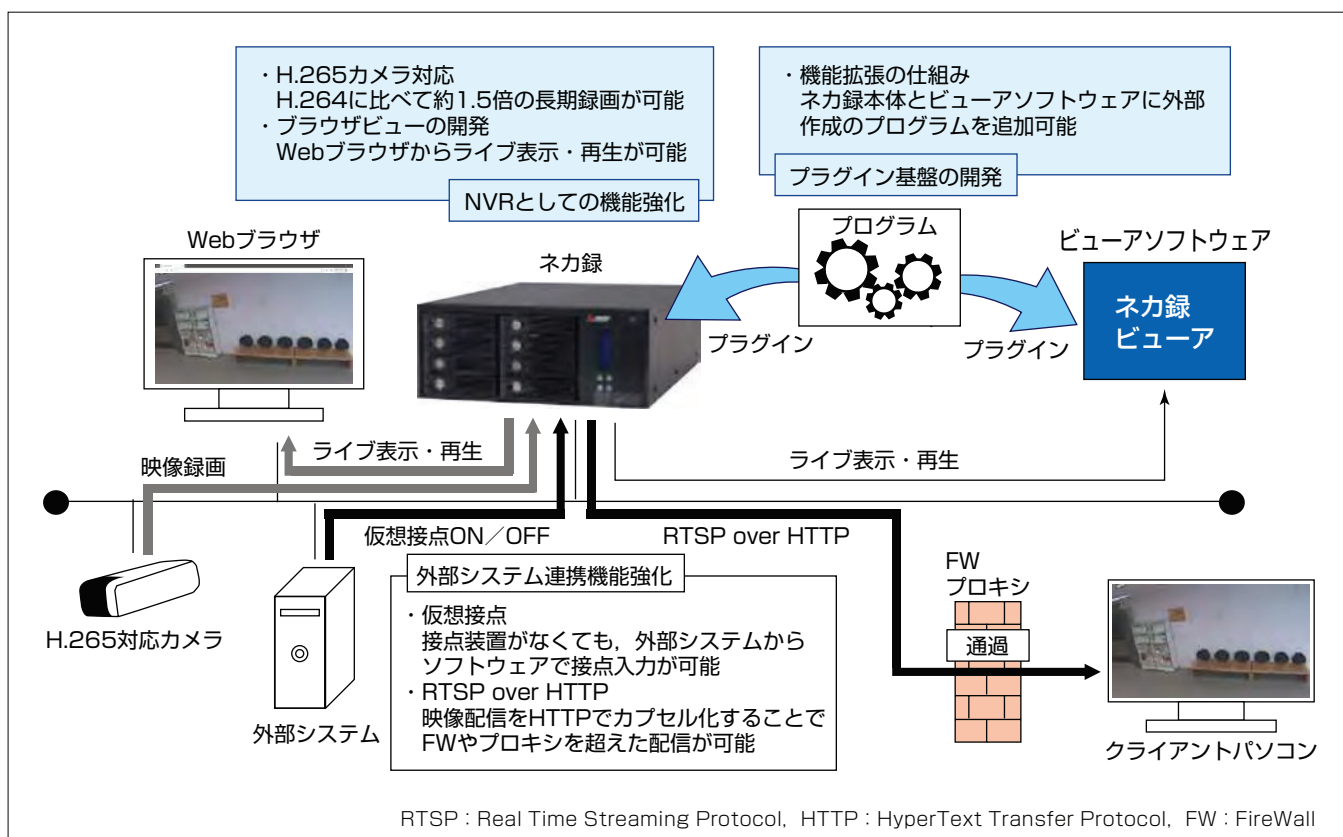 ・H.265カメラ対応
H.264に比べて約1.5倍の長期録画が可能
・ブラウザビューの開発
Webブラウザからライブ表示・再生が可能
NVRとしての機能強化
・機能拡張の仕組み
ネカ録本体とビューアソフトウェアに外部
作成のプログラムを追加可能
プラグイン基盤の開発
Webブラウザ
ネカ録
プログラム
ビューアソフトウェア
ネカ録
ビューア
プラグイン
プラグイン
ライブ表示・再生
映像録画
ライブ表示・再生
仮想接点ON／OFF
RTSP over HTTP
外部システム連携機能強化
・仮想接点
接点装置がなくても，外部システムから
ソフトウェアで接点入力が可能
・RTSP over HTTP
映像配信をHTTPでカプセル化することで
FWやプロキシを超えた配信が可能
FW
プロキシ
通過
H.265対応カメラ
外部システム
クライアントパソコン
RTSP：Real Time Streaming Protocol，HTTP：HyperText Transfer Protocol，FW：FireWall